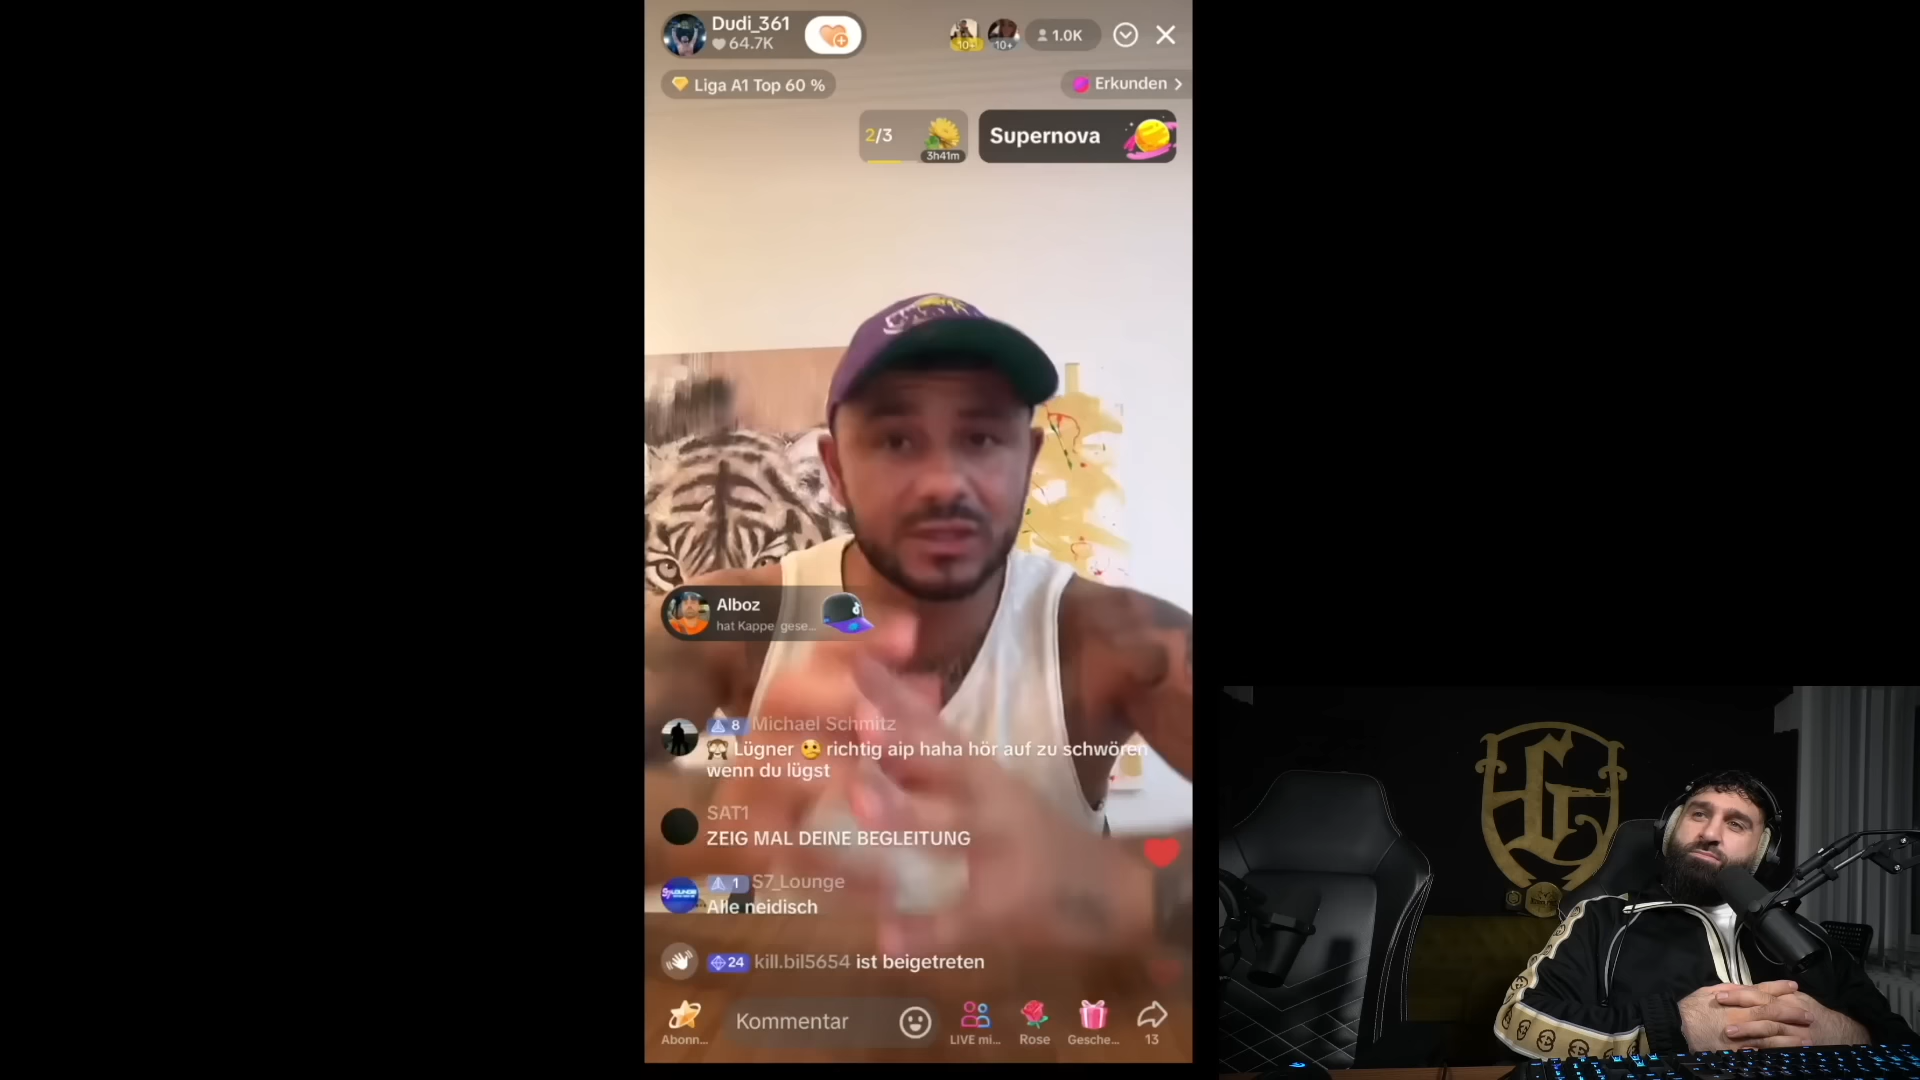 Dudi_361
64.7K
10+
10+
1.0K
Liga A1 Top 60 %
Erkunden
2/3
3h41m
Supernova
Alboz
hat Kappe gese...
8 Michael Schmitz
Lügner richtig aip haha hör auf zu schwören
wenn du lügst
SAT1
ZEIG MAL DEINE BEGLEITUNG
1 S7_Lounge
Alle neidisch
24 kill.bil5654 ist beigetreten
Kommentar
Abonn...
LIVE mi...
Rose
Gesche...
13